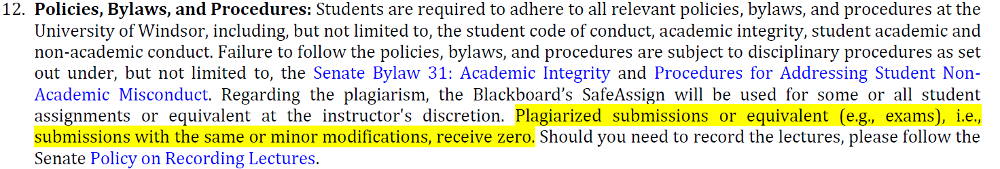 12. Policies, Bylaws, and Procedures: Students are required to adhere to all relevant policies, bylaws, and procedures at the
University of Windsor, including, but not limited to, the student code of conduct, academic integrity, student academic and
non-academic conduct. Failure to follow the policies, bylaws, and procedures are subject to disciplinary procedures as set
out under, but not limited to, the Senate Bylaw 31: Academic Integrity and Procedures for Addressing Student Non-
Academic Misconduct. Regarding the plagiarism, the Blackboard’s SafeAssign will be used for some or all student
assignments or equivalent at the instructor's discretion. Plagiarized submissions or equivalent (e.g., exams), i.e.,
submissions with the same or minor modifications, receive zero. Should you need to record the lectures, please follow the
Senate Policy on Recording Lectures.